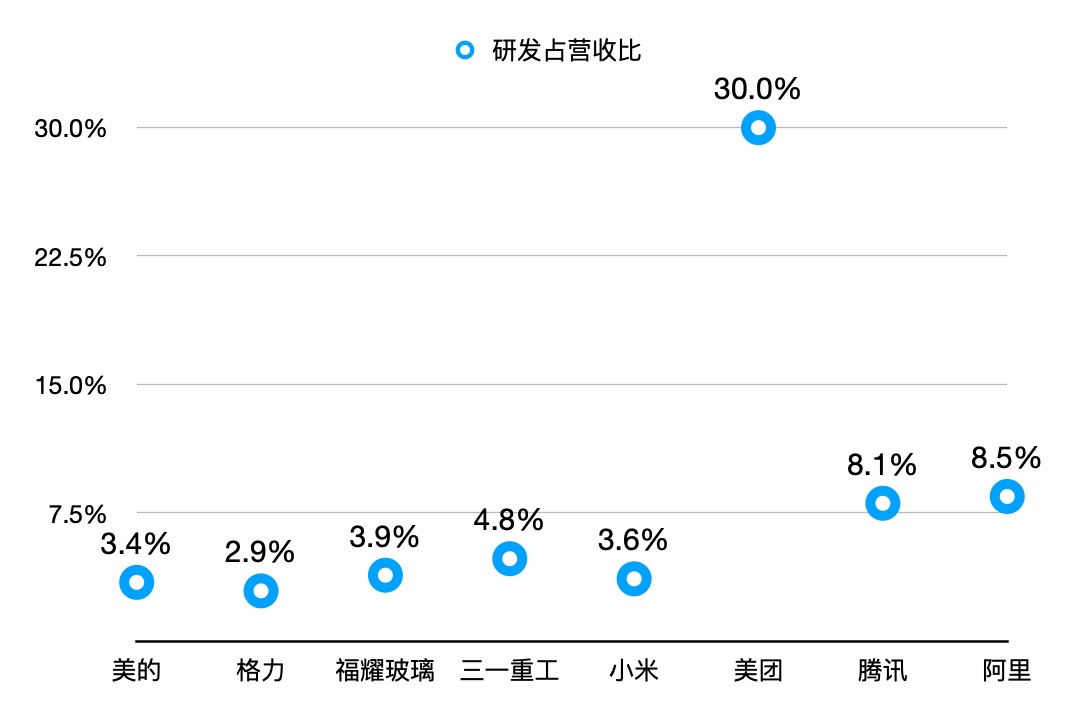 研发占营收比
30.0%
22.5%
15.0%
7.5%
3.4%
2.9%
3.9%
4.8%
3.6%
30.0%
8.1%
8.5%
美的
格力
福耀玻璃
三一重工
小米
美团
腾讯
阿里